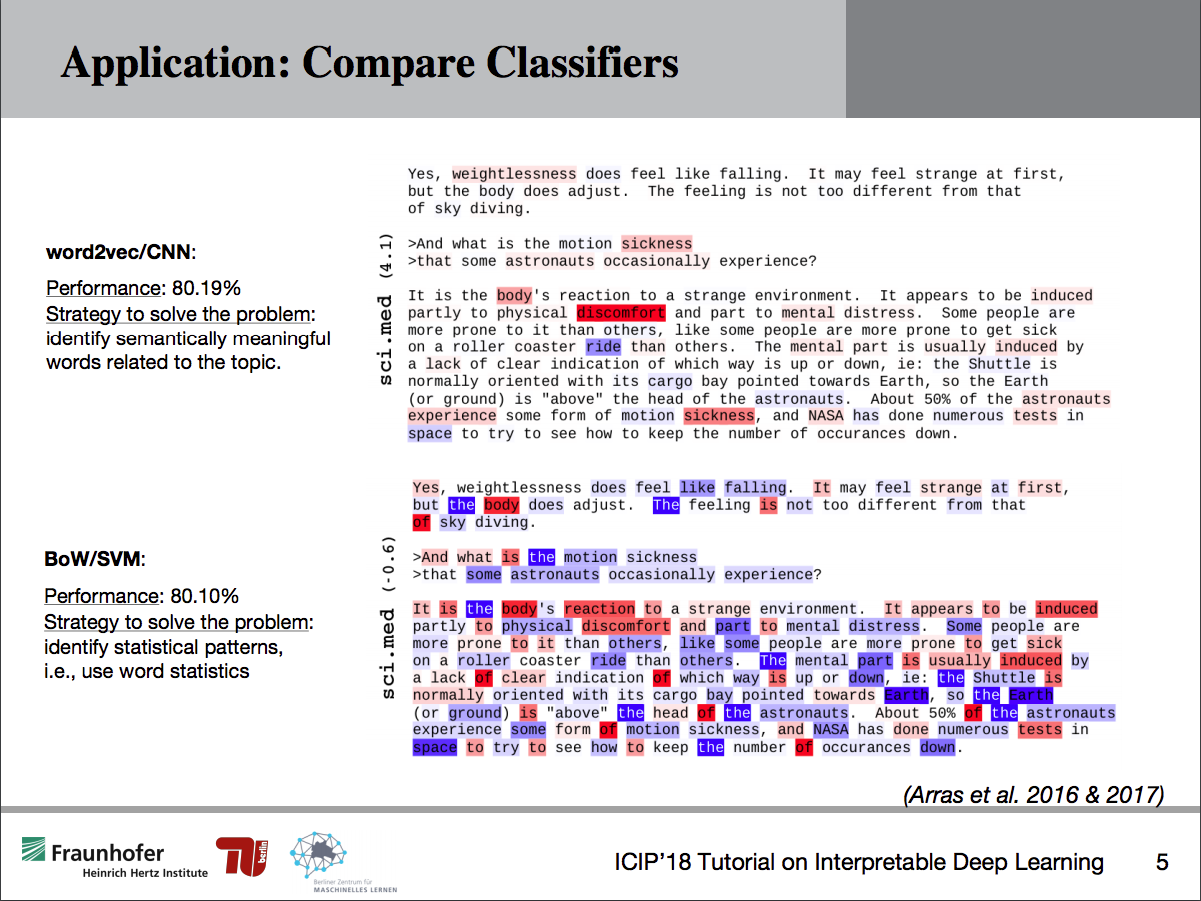 Application: Compare Classifiers
word2vec/CNN:
Performance: 80.19%
Strategy to solve the problem:
identify semantically meaningful
words related to the topic.
sci.med (4.1)
Yes, weightlessness does feel like falling. It may feel strange at first,
but the body does adjust. The feeling is not too different from that
of sky diving.
>And what is the motion sickness
>that some astronauts occasionally experience?
It is the body's reaction to a strange environment. It appears to be induced
partly to physical discomfort and part to mental distress. Some people are
more prone to it than others, like some people are more prone to get sick
on a roller coaster ride than others. The mental part is usually induced by
a lack of clear indication of which way is up or down, ie: the Shuttle is
normally oriented with its cargo bay pointed towards Earth, so the Earth
(or ground) is "above" the head of the astronauts. About 50% of the astronauts
experience some form of motion sickness, and NASA has done numerous tests in
space to try to see how to keep the number of occurances down.
BoW/SVM:
Performance: 80.10%
Strategy to solve the problem:
identify statistical patterns,
i.e., use word statistics
sci.med (-0.6)
Yes, weightlessness does feel like falling. It may feel strange at first,
but the body does adjust. The feeling is not too different from that
of sky diving.
>And what is the motion sickness
>that some astronauts occasionally experience?
It is the body's reaction to a strange environment. It appears to be induced
partly to physical discomfort and part to mental distress. Some people are
more prone to it than others, like some people are more prone to get sick
on a roller coaster ride than others. The mental part is usually induced by
a lack of clear indication of which way is up or down, ie: the Shuttle is
normally oriented with its cargo bay pointed towards Earth, so the Earth
(or ground) is "above" the head of the astronauts. About 50% of the astronauts
experience some form of motion sickness, and NASA has done numerous tests in
space to try to see how to keep the number of occurances down.
(Arras et al. 2016 & 2017)
Fraunhofer
Heinrich Hertz Institute
berlin
Berliner Zentrum für
MASCHINELLES LERNEN
ICIP'18 Tutorial on Interpretable Deep Learning
5